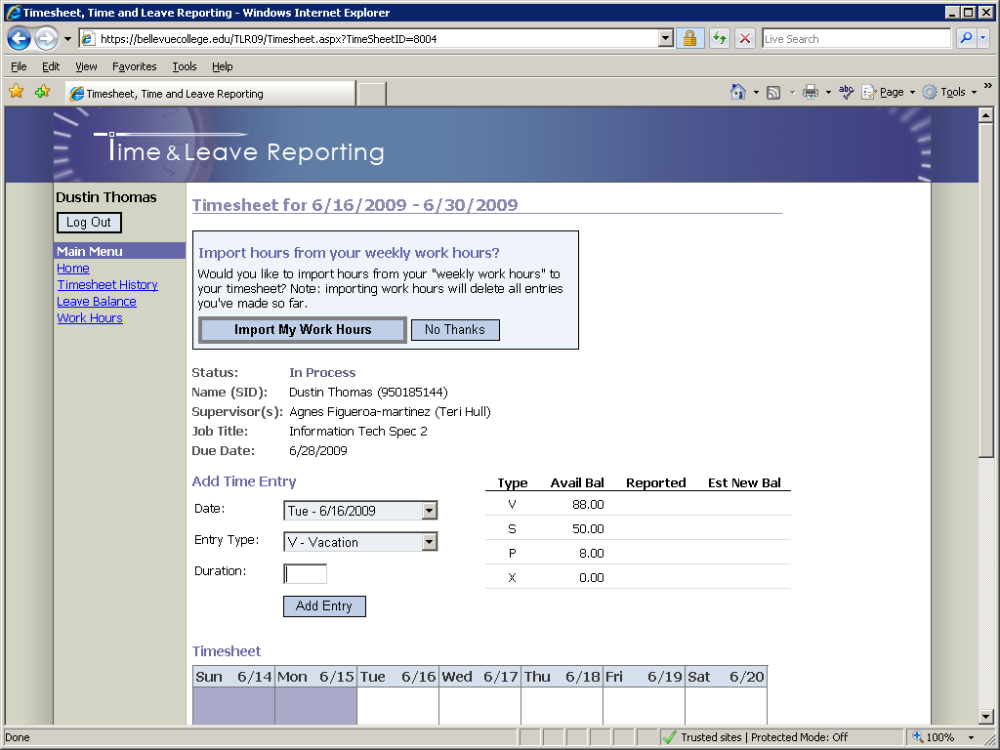 Timesheet, Time and Leave Reporting - Windows Internet Explorer
https://bellevuecollege.edu/TLR09/Timesheet.aspx?TimeSheetID=8004
Live Search
File Edit View Favorites Tools Help
Timesheet, Time and Leave Reporting
abc Page Tools »
Time & Leave Reporting
Dustin Thomas
Log Out
Main Menu
Home
Timesheet History
Leave Balance
Work Hours
Timesheet for 6/16/2009 - 6/30/2009
Import hours from your weekly work hours?
Would you like to import hours from your "weekly work hours" to
your timesheet? Note: importing work hours will delete all entries
you've made so far.
Import My Work Hours No Thanks
Status: In Process
Name (SID): Dustin Thomas (950185144)
Supervisor(s): Agnes Figueroa-martinez (Teri Hull)
Job Title: Information Tech Spec 2
Due Date: 6/28/2009
Add Time Entry
Date: Tue - 6/16/2009
Entry Type: V - Vacation
Duration:
Add Entry
Type Avail Bal Reported Est New Bal
V 88.00
S 50.00
P 8.00
X 0.00
Timesheet
Sun 6/14 Mon 6/15 Tue 6/16 Wed 6/17 Thu 6/18 Fri 6/19 Sat 6/20
Done Trusted sites | Protected Mode: Off 100%